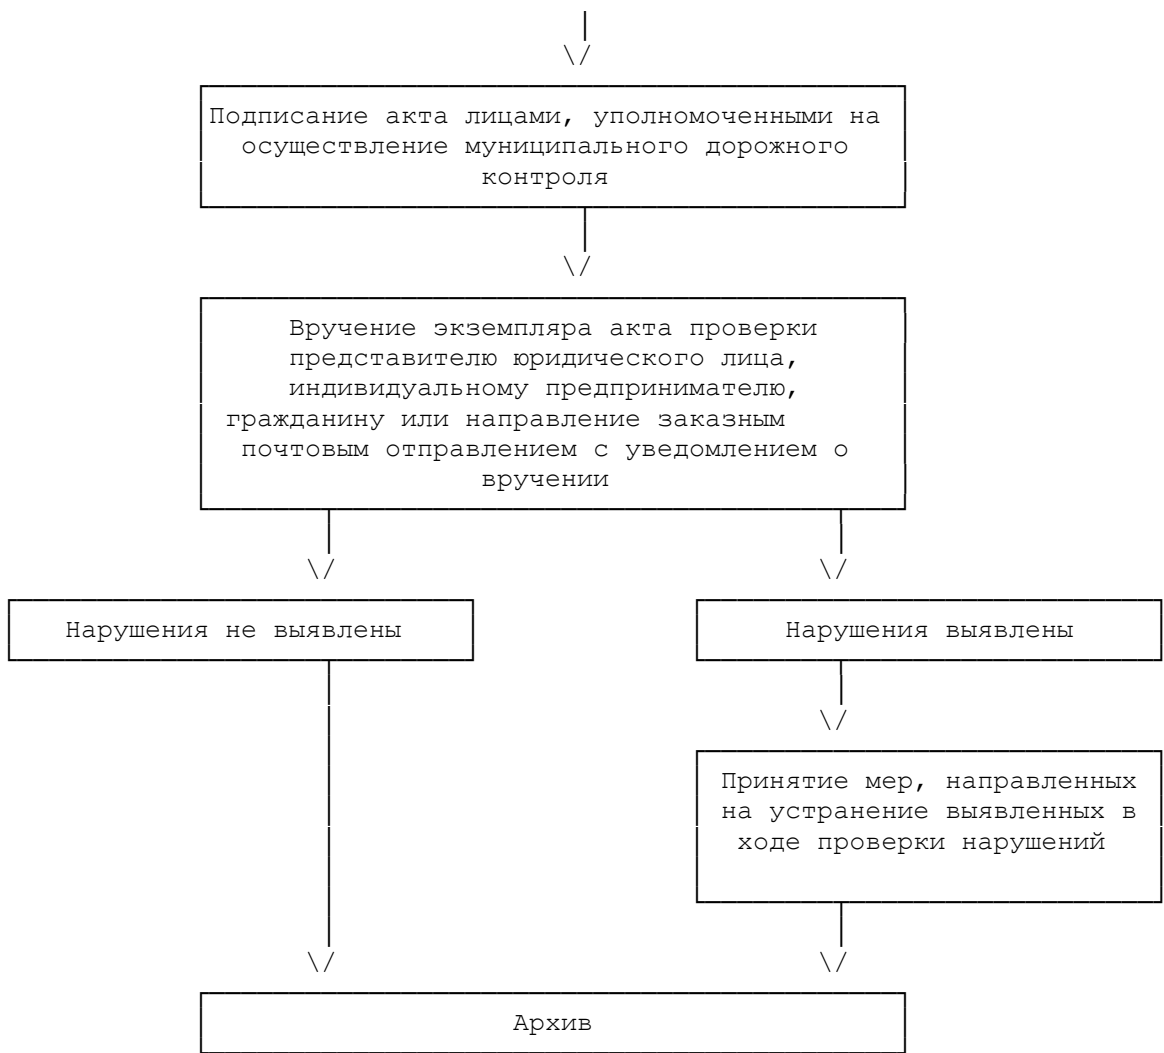 Подписание акта лицами, уполномоченными на
осуществление муниципального дорожного
контроля
Вручение экземпляра акта проверки
представителю юридического лица,
индивидуальному предпринимателю,
гражданину или направление заказным
почтовым отправлением с уведомлением о
вручении
Нарушения не выявлены
Нарушения выявлены
Принятие мер, направленных
на устранение выявленных в
ходе проверки нарушений
Архив